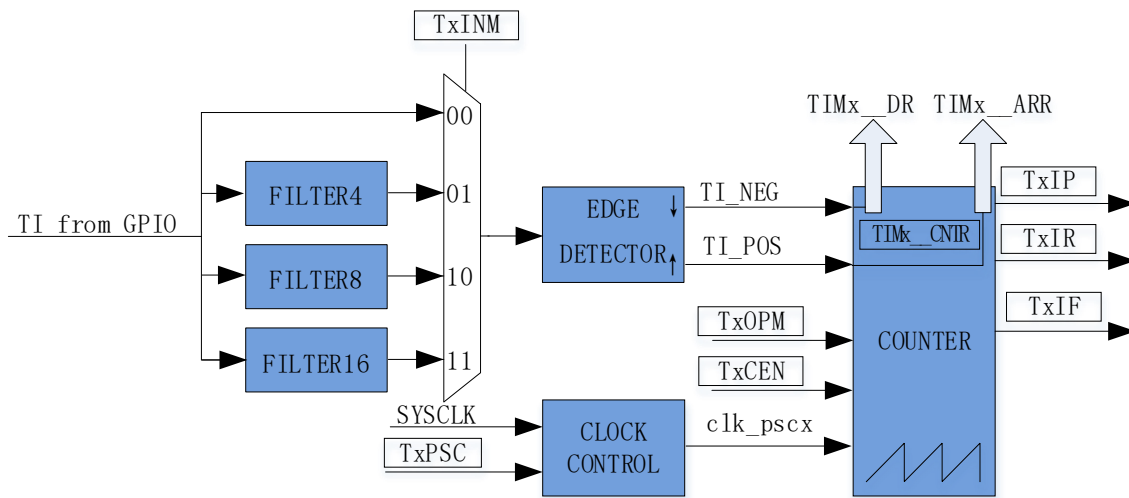 TxINM
TIMx__DR
TIMx__ARR
00
FILTER4
01
TI from GPIO
FILTER8
10
FILTER16
11
EDGE ↓
DETECTOR ↑
TI_NEG
TI_POS
TIMx__CNTR
TxIP
TxIR
TxIF
TxOPM
TxCEN
COUNTER
SYSCLK
TxPSC
CLOCK
CONTROL
clk_pscx